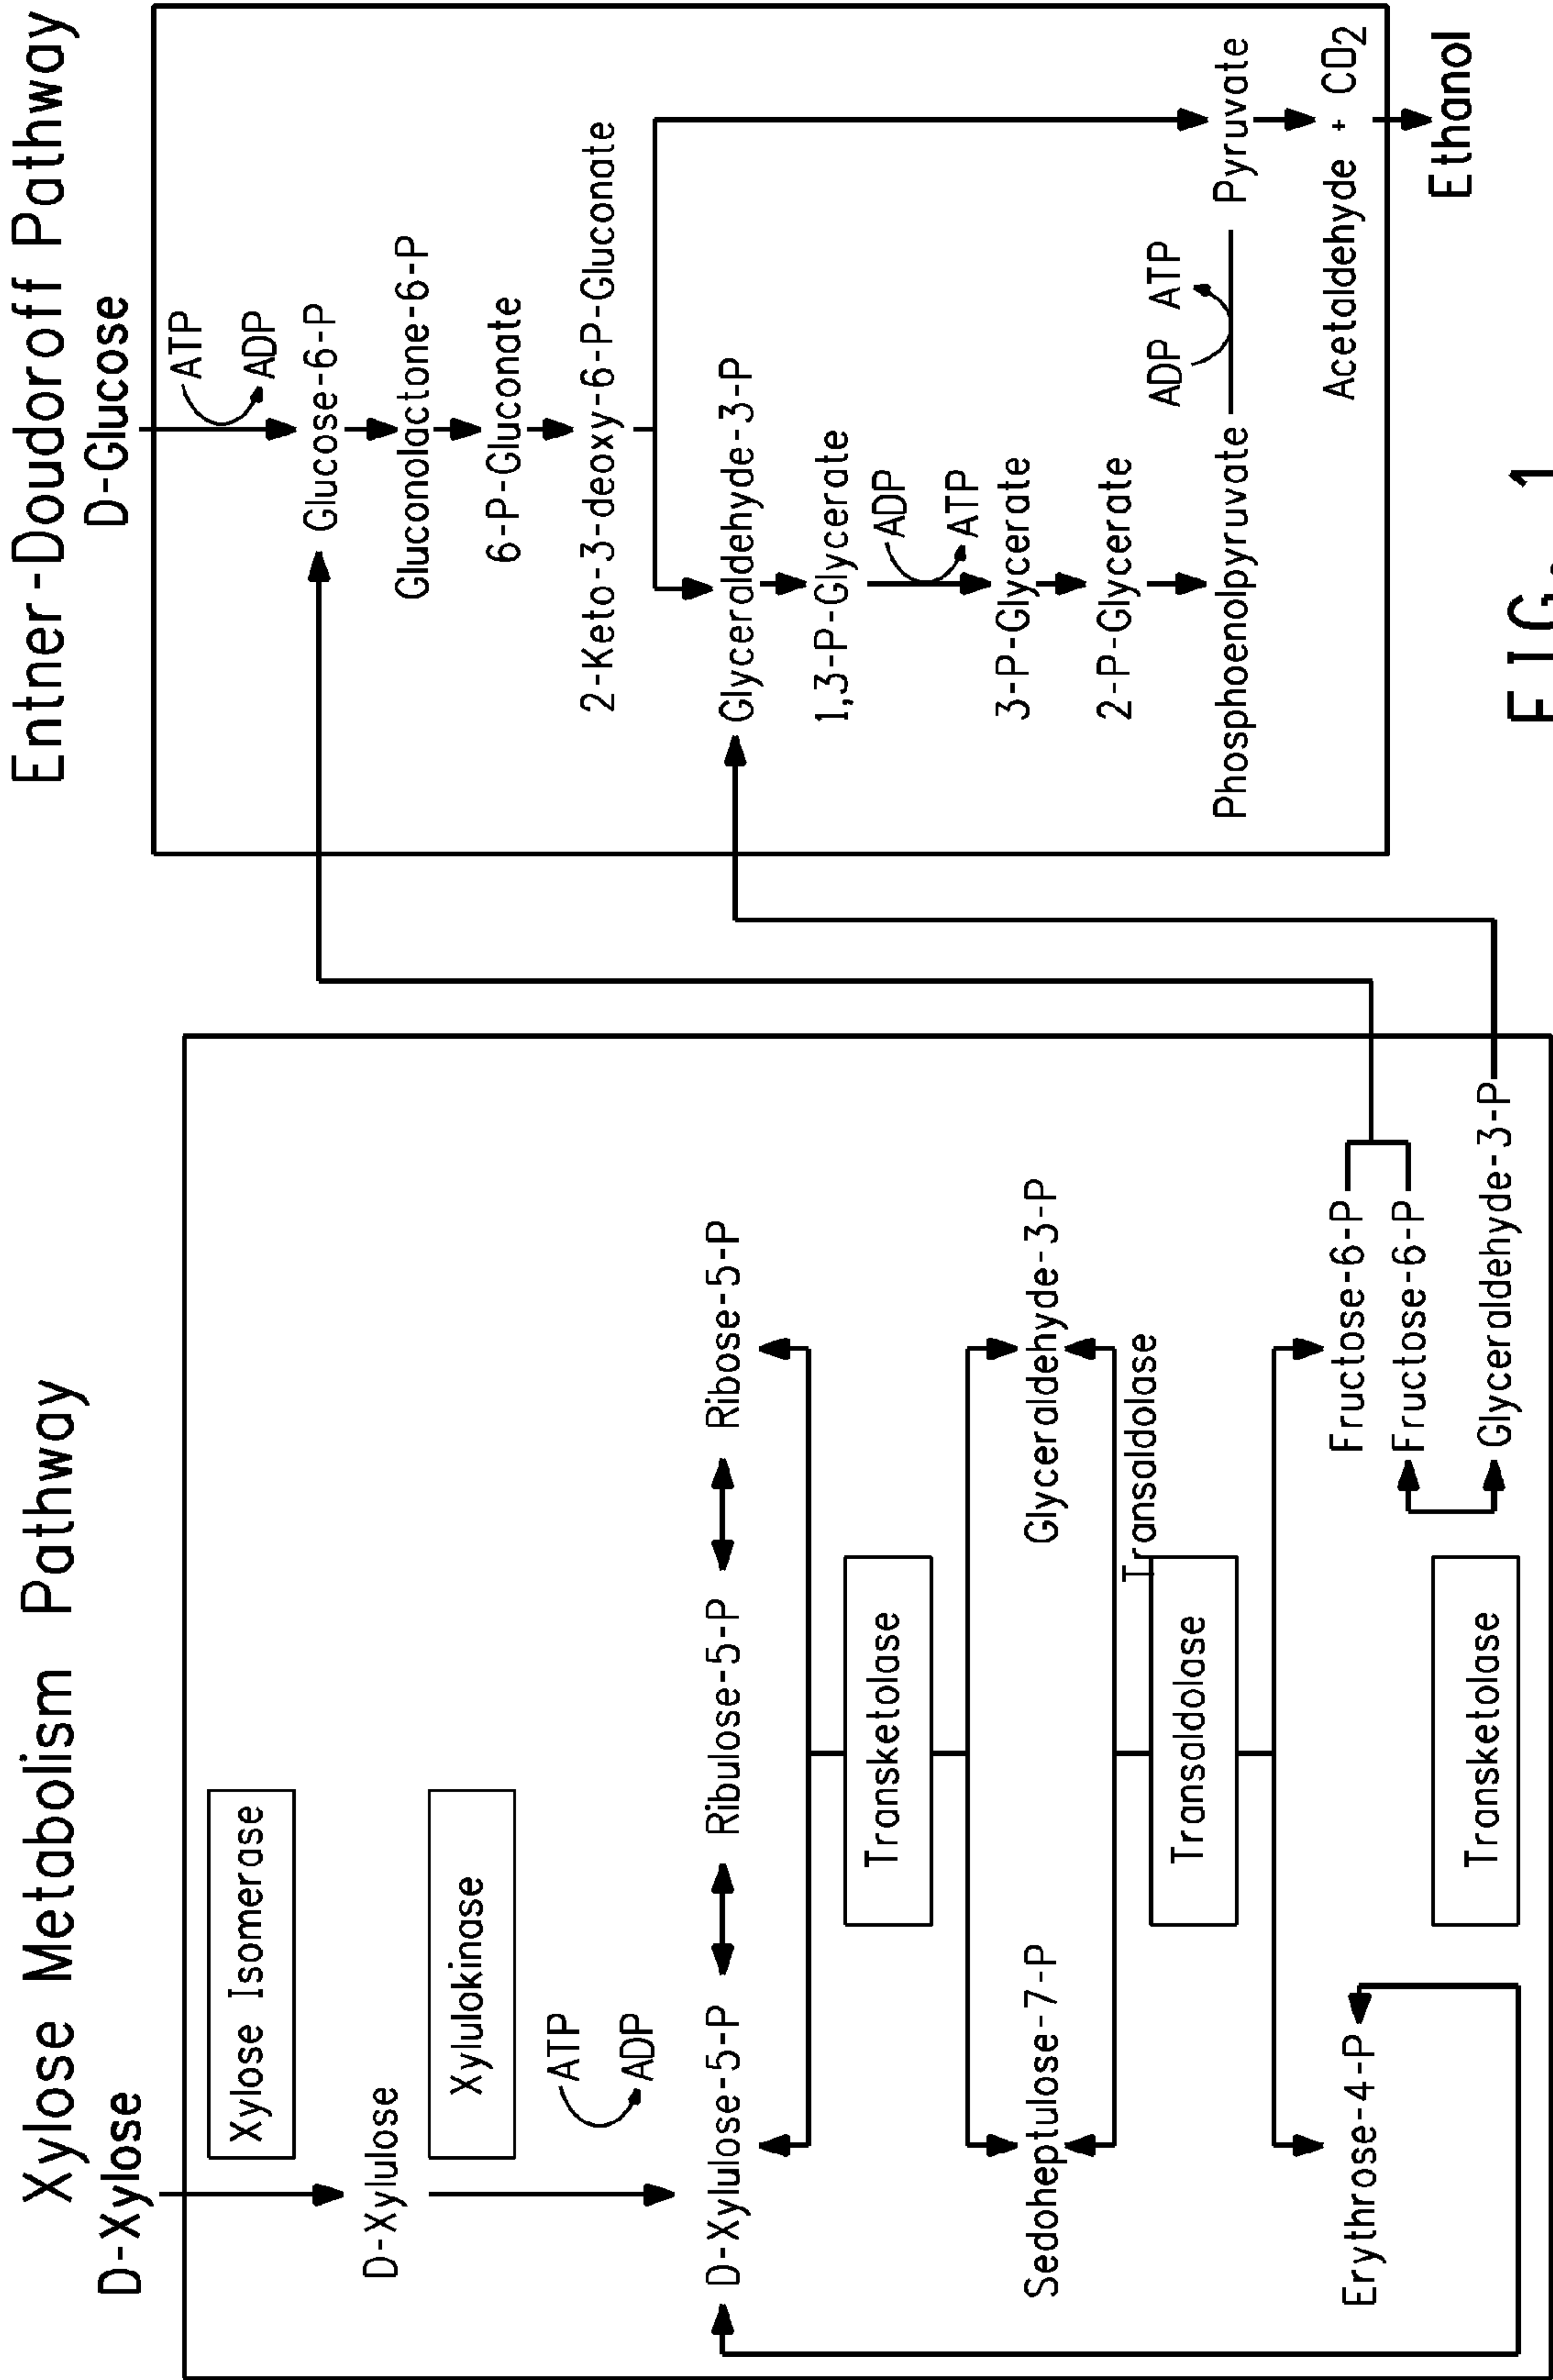 Xylose Metabolism Pathway
D-Xylose
Xylose Isomerase
D-Xylulose
Xylulokinase
ATP
ADP
D-Xylulose-5-P
Ribulose-5-P
Ribose-5-P
Transketolase
Sedoheptulose-7-P
Glyceraldehyde-3-P
Transaldolase
Transaldolase
Erythrose-4-P
Fructose-6-P
Fructose-6-P
Transketolase
Glyceraldehyde-3-P
Entner-Doudoroff Pathway
D-Glucose
ATP
ADP
Glucose-6-P
Gluconolactone-6-P
6-P-Gluconate
2-Keto-3-deoxy-6-P-Gluconate
Glyceraldehyde-3-P
1,3-P-Glycerate
ADP
ATP
3-P-Glycerate
2-P-Glycerate
ADP ATP
Phosphoenolpyruvate
Pyruvate
Acetaldehyde + CO2
Ethanol
FIG. 1